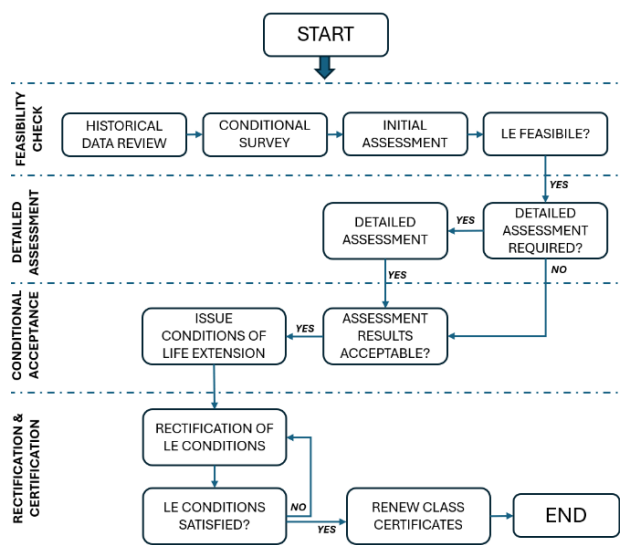 START
FEASIBILITY
CHECK
HISTORICAL
DATA REVIEW
CONDITIONAL
SURVEY
INITIAL
ASSESSMENT
LE FEASIBILE?
YES
DETAILED
ASSESSMENT
DETAILED
ASSESSMENT
YES
DETAILED
ASSESSMENT
REQUIRED?
YES
NO
CONDITIONAL
ACCEPTANCE
ISSUE
CONDITIONS OF
LIFE EXTENSION
YES
ASSESSMENT
RESULTS
ACCEPTABLE?
RECTIFICATION &
CERTIFICATION
RECTIFICATION OF
LE CONDITIONS
LE CONDITIONS
SATISFIED?
NO
YES
RENEW CLASS
CERTIFICATES
END